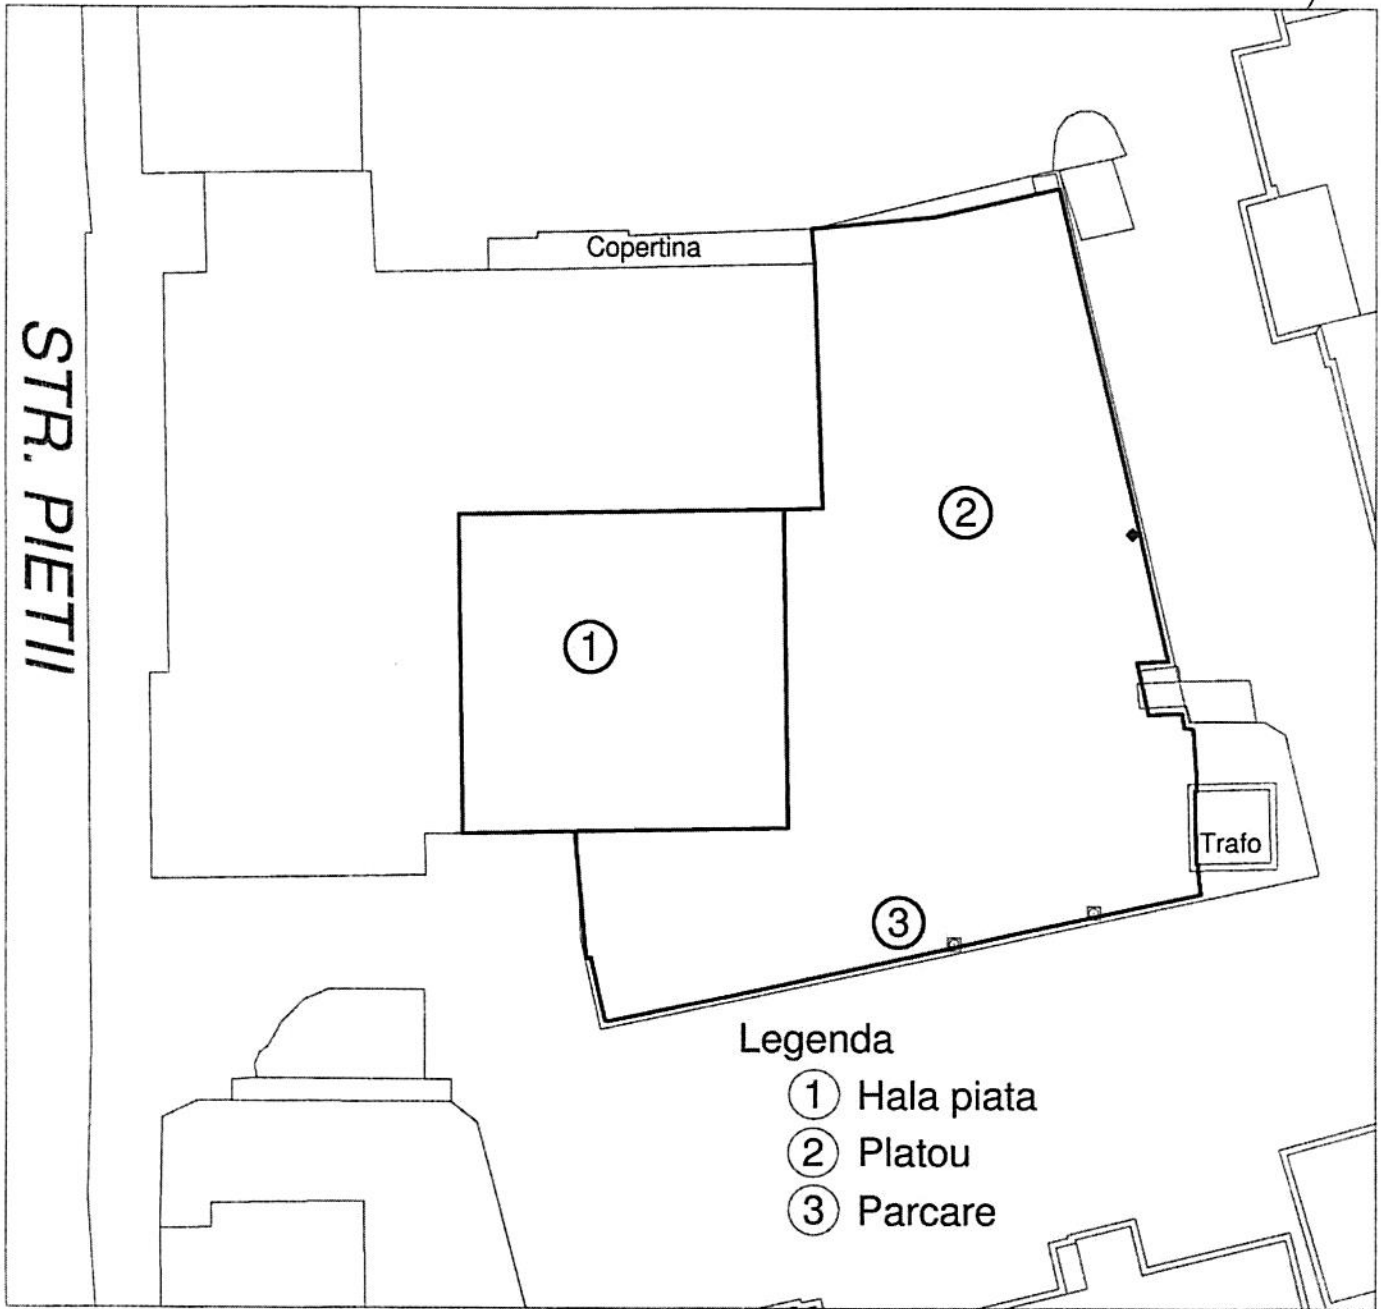 Copertina
STR. PIETII
2
1
Trafo
3
Legenda
1 Hala piata
2 Platou
3 Parcare